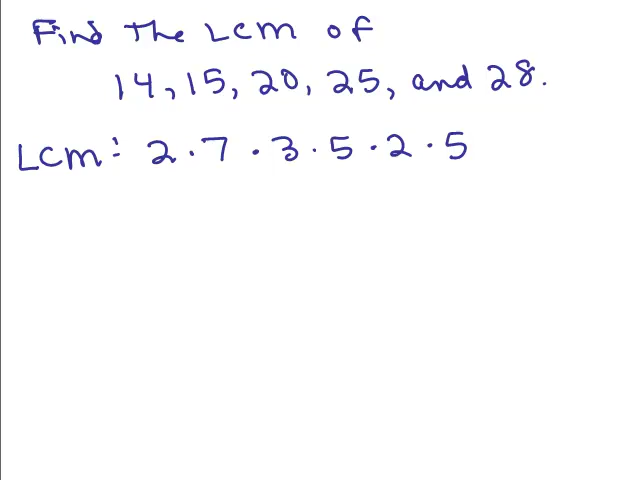 Find the LCM of
14, 15, 20, 25, and 28.
LCM: 2 · 7 · 3 · 5 · 2 · 5